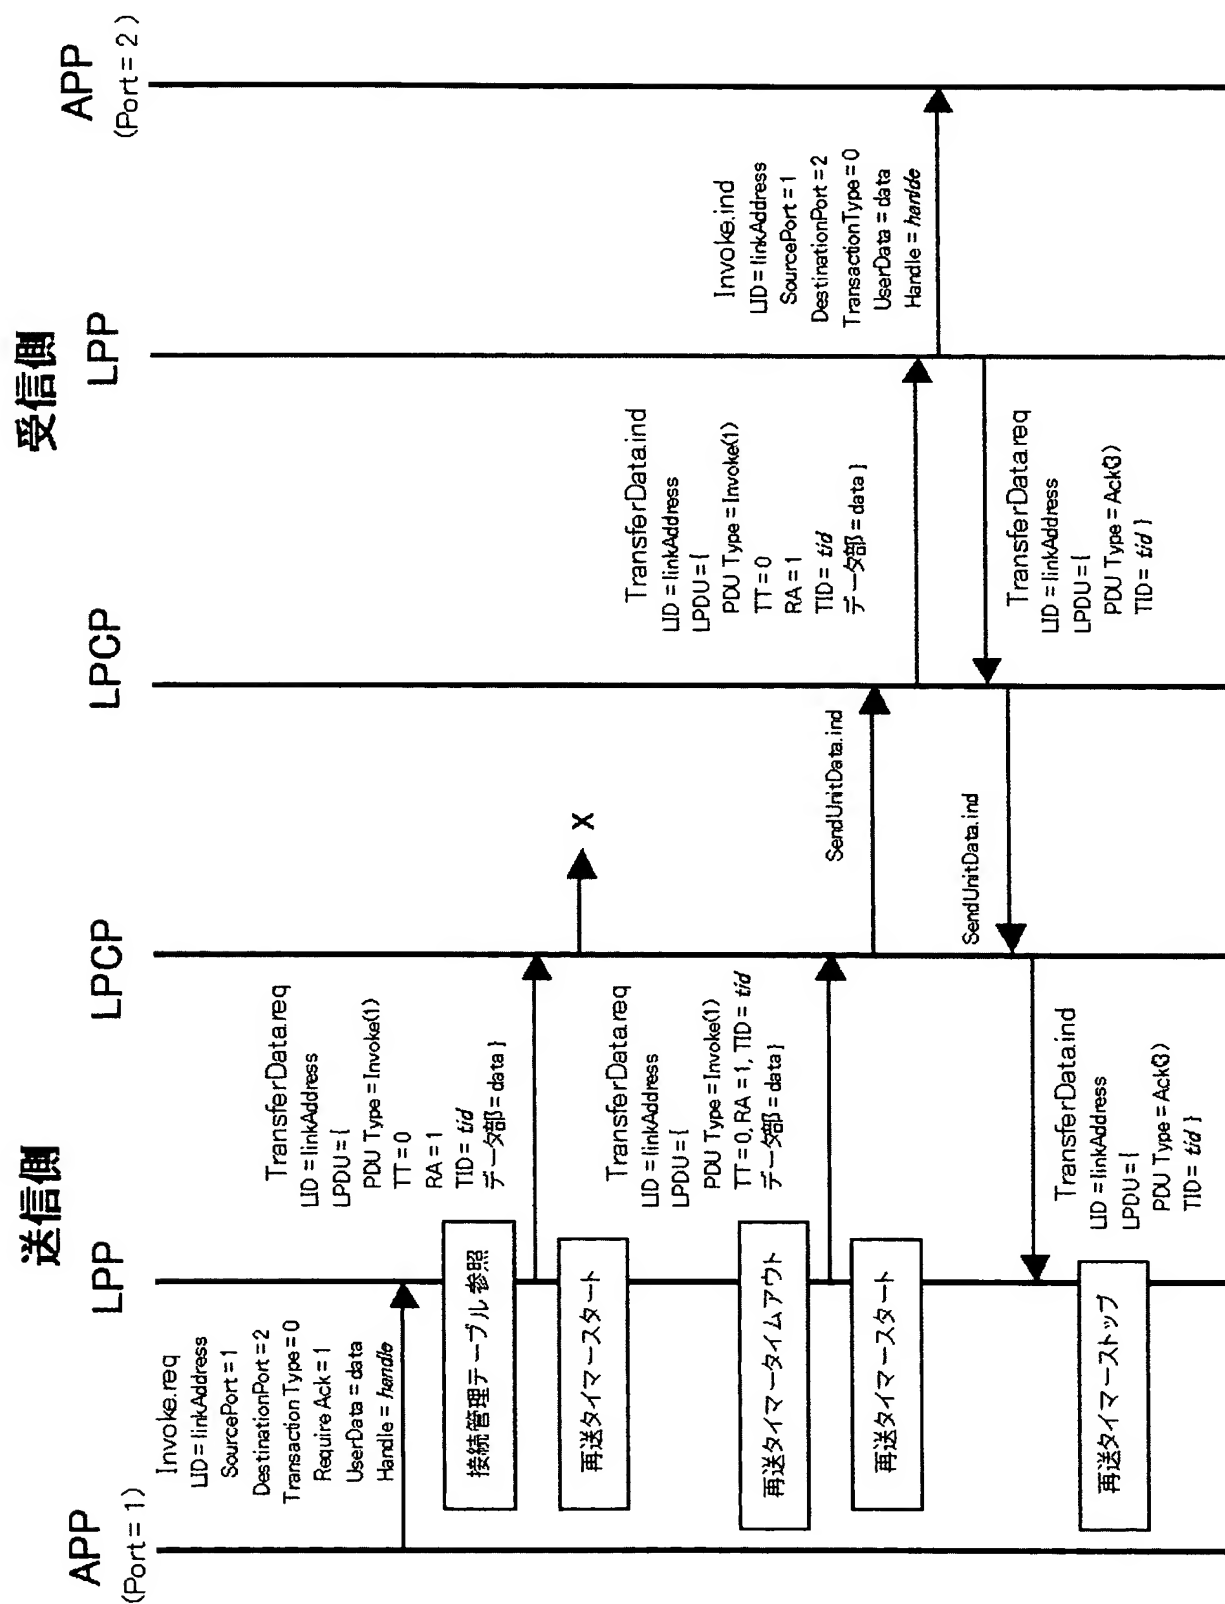 送信側
受信側
APP
(Port = 1)
LPP
LPCP
LPCP
LPP
APP
(Port = 2)
Invoke.req
LID = linkAddress
SourcePort = 1
DestinationPort = 2
Transaction Type = 0
Require Ack = 1
UserData = data
Handle = handle
接続管理テーブル参照
TransferData.req
LID = linkAddress
LPDU = {
PDU Type = Invoke(1)
TT = 0
RA = 1
TID = tid
データ部 = data }
再送タイマースタート
X
再送タイマータイムアウト
TransferData.req
LID = linkAddress
LPDU = {
PDU Type = Invoke(1)
TT = 0, RA = 1, TID = tid
データ部 = data }
再送タイマースタート
SendUnitData.ind
TransferData.ind
LID = linkAddress
LPDU = {
PDU Type = Invoke(1)
TT = 0
RA = 1
TID = tid
データ部 = data }
Invoke.ind
LID = linkAddress
SourcePort = 1
DestinationPort = 2
TransactionType = 0
UserData = data
Handle = hanlde
TransferData.req
LID = linkAddress
LPDU = {
PDU Type = Ack(3)
TID = tid }
SendUnitData.ind
TransferData.ind
LID = linkAddress
LPDU = {
PDU Type = Ack(3)
TID = tid }
再送タイマーストップ